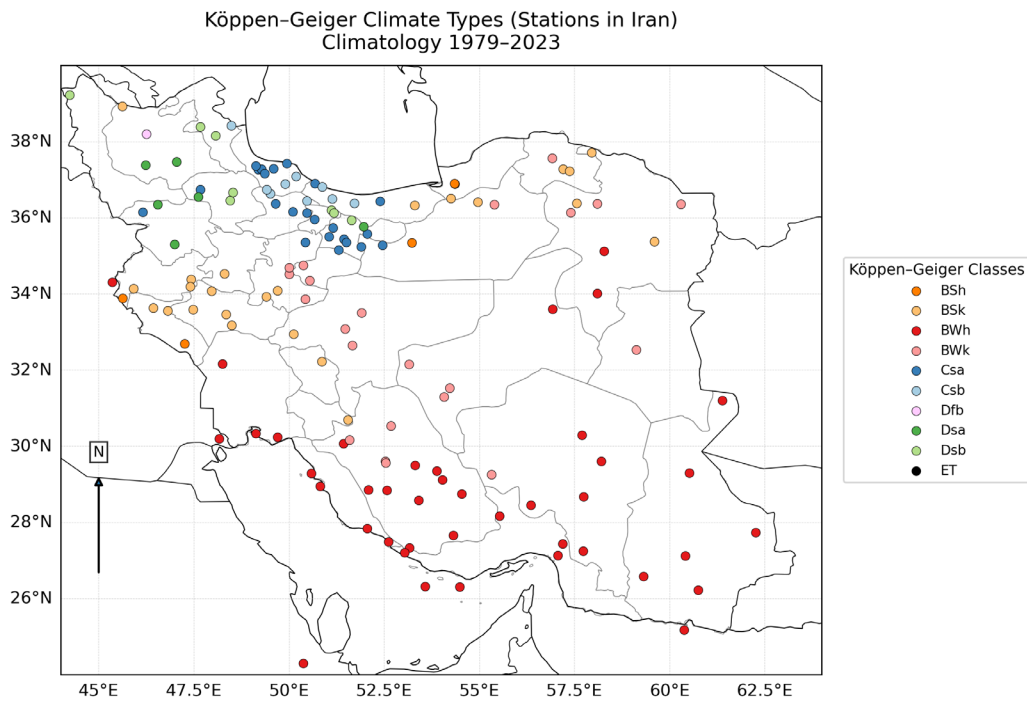 Köppen–Geiger Climate Types (Stations in Iran)
Climatology 1979–2023
38°N
36°N
34°N
32°N
30°N
28°N
26°N
N
45°E
47.5°E
50°E
52.5°E
55°E
57.5°E
60°E
62.5°E
Köppen–Geiger Classes
BSh
BSk
BWh
BWk
Csa
Csb
Dfb
Dsa
Dsb
ET